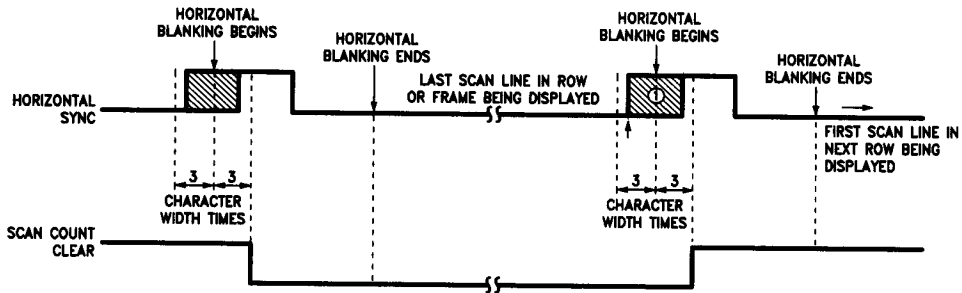 HORIZONTAL
BLANKING BEGINS
HORIZONTAL
BLANKING ENDS
HORIZONTAL
BLANKING BEGINS
HORIZONTAL
BLANKING ENDS
HORIZONTAL
SYNC
LAST SCAN LINE IN ROW
OR FRAME BEING DISPLAYED
1
FIRST SCAN LINE IN
NEXT ROW BEING
DISPLAYED
3 3
CHARACTER
WIDTH TIMES
3 3
CHARACTER
WIDTH TIMES
SCAN COUNT
CLEAR